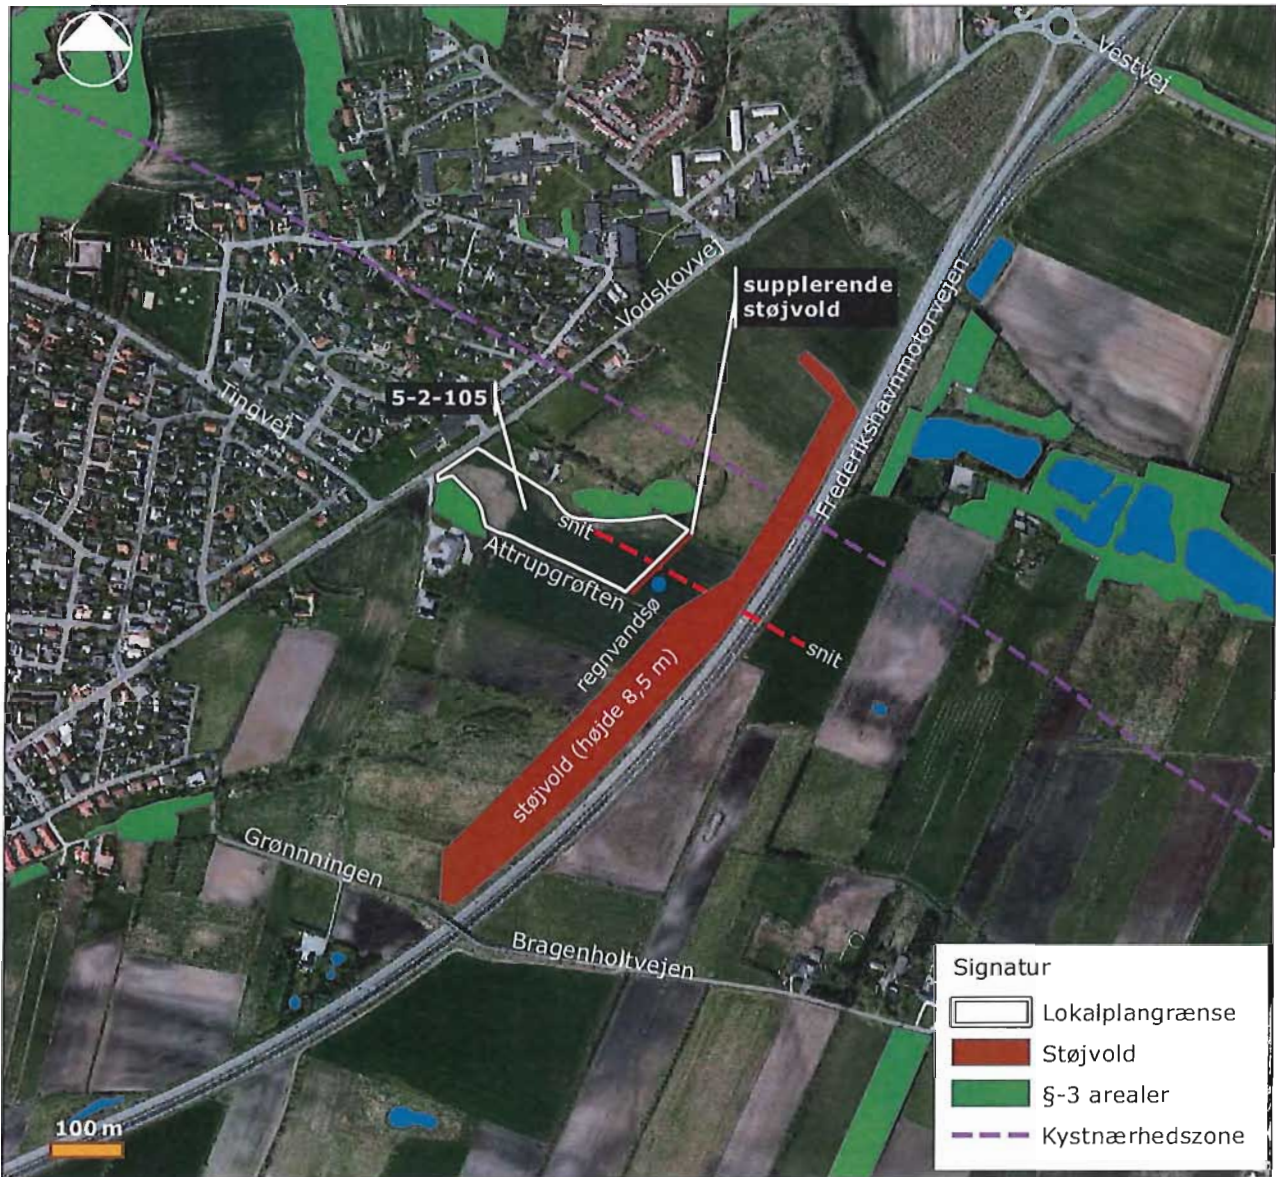 Vestvej
supplerende
støjvold
Vodskovvej
Frederikshavnmotorvejen
Tingvej
5-2-105
snit
Attrupgrøften
regnvandsø
snit
støjvold (højde 8,5 m)
Grønnningen
Bragenholtvejen
Signatur
Lokalplangrænse
Støjvold
§-3 arealer
Kystnærhedszone
100 m